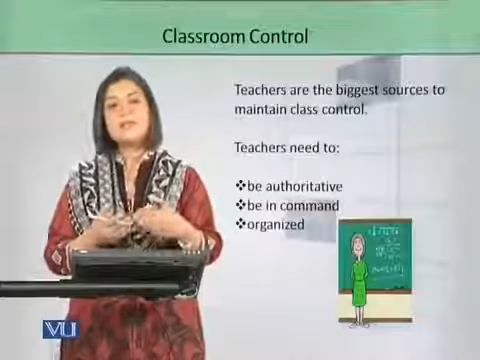 Classroom Control
Teachers are the biggest sources to
maintain class control.
Teachers need to:
❖be authoritative
❖be in command
❖organized
VU